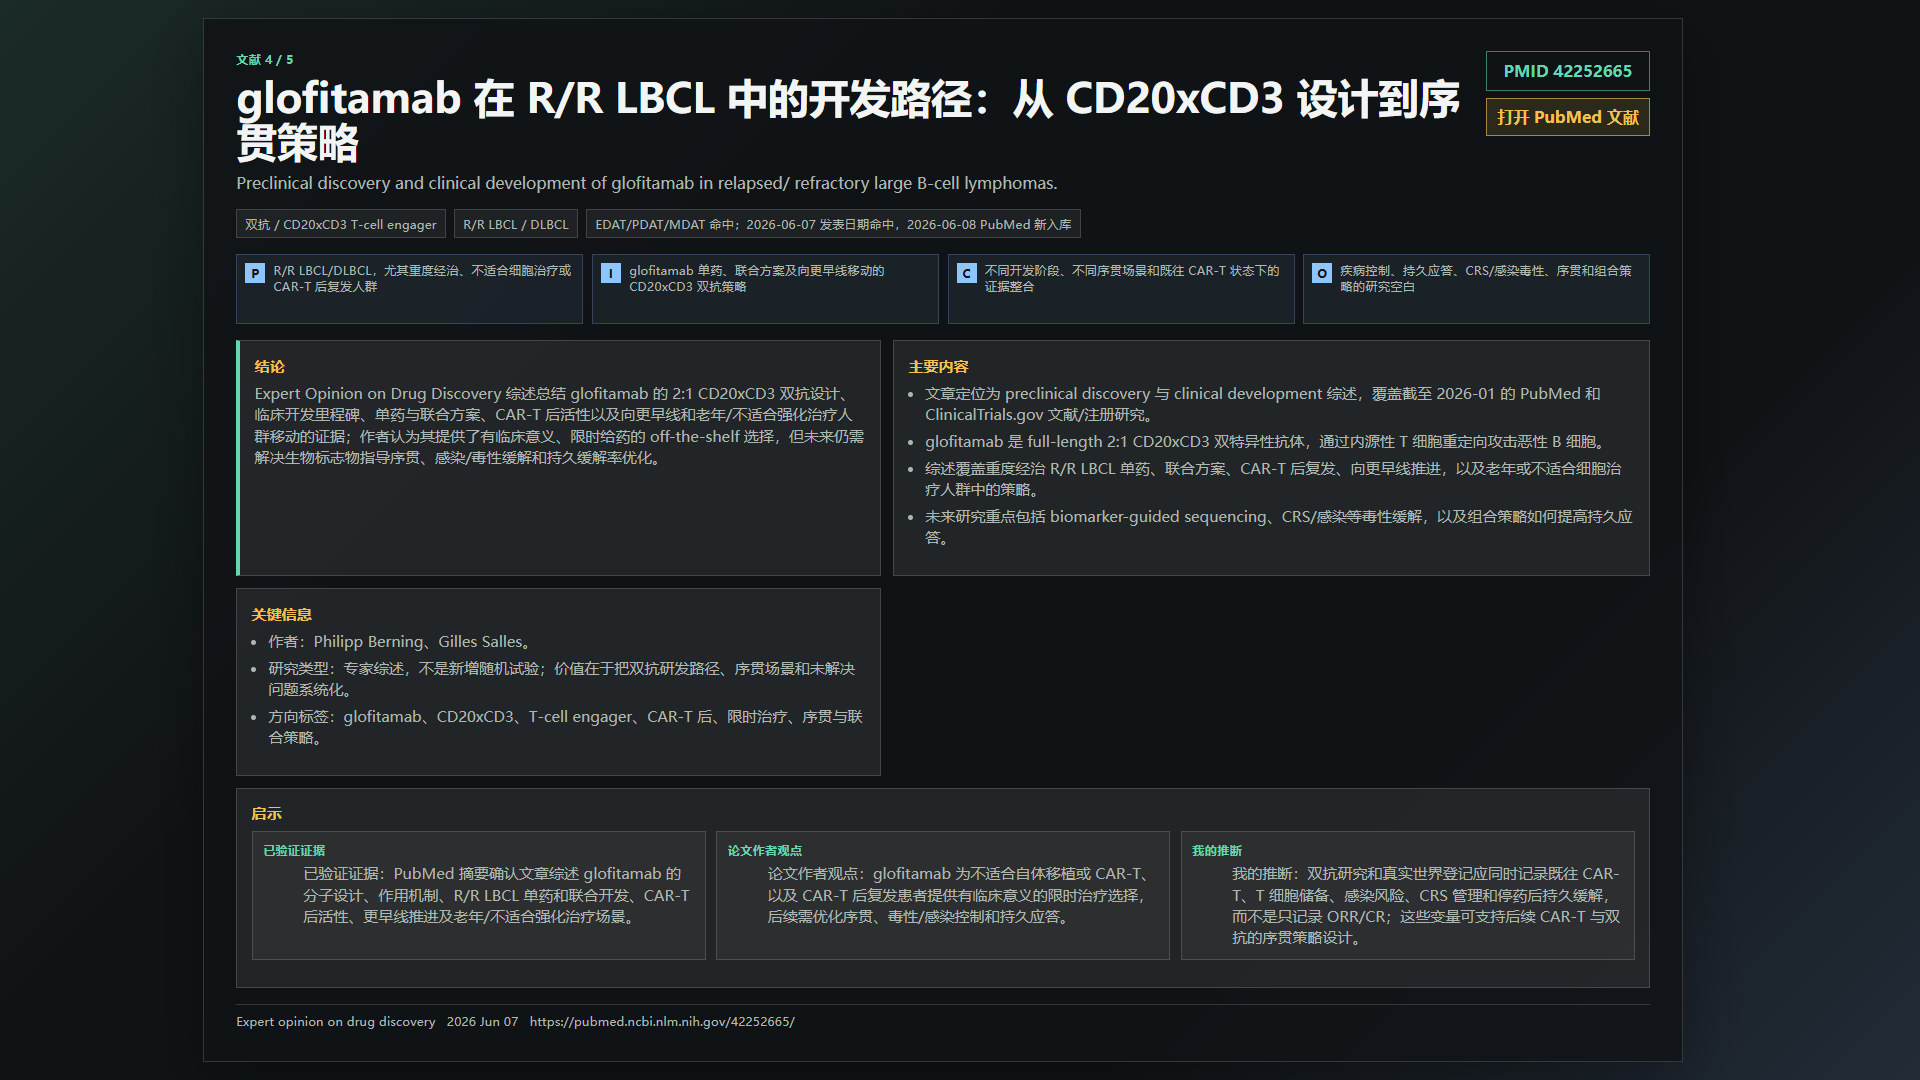 文献 4 / 5
glofitamab 在 R/R LBCL 中的开发路径：从 CD20xCD3 设计到序
贯策略
Preclinical discovery and clinical development of glofitamab in relapsed/ refractory large B-cell lymphomas.
PMID 42252665
打开 PubMed 文献
双抗 / CD20xCD3 T-cell engager
R/R LBCL / DLBCL
EDAT/PDAT/MDAT 命中；2026-06-07 发表日期命中，2026-06-08 PubMed 新入库
P
R/R LBCL/DLBCL，尤其重度经治、不适合细胞治疗或
CAR-T 后复发人群
I
glofitamab 单药、联合方案及向更早线移动的
CD20xCD3 双抗策略
C
不同开发阶段、不同序贯场景和既往 CAR-T 状态下的
证据整合
O
疾病控制、持久应答、CRS/感染毒性、序贯和组合策
略的研究空白
结论
Expert Opinion on Drug Discovery 综述总结 glofitamab 的 2:1 CD20xCD3 双抗设计、
临床开发里程碑、单药与联合方案、CAR-T 后活性以及向更早线和老年/不适合强化治疗人
群移动的证据；作者认为其提供了有临床意义、限时给药的 off-the-shelf 选择，但未来仍需
解决生物标志物指导序贯、感染/毒性缓解和持久缓解率优化。
主要内容
• 文章定位为 preclinical discovery 与 clinical development 综述，覆盖截至 2026-01 的 PubMed 和
ClinicalTrials.gov 文献/注册研究。
• glofitamab 是 full-length 2:1 CD20xCD3 双特异性抗体，通过内源性 T 细胞重定向攻击恶性 B 细胞。
• 综述覆盖重度经治 R/R LBCL 单药、联合方案、CAR-T 后复发、向更早线推进，以及老年或不适合细胞治
疗人群中的策略。
• 未来研究重点包括 biomarker-guided sequencing、CRS/感染等毒性缓解，以及组合策略如何提高持久应
答。
关键信息
• 作者：Philipp Berning、Gilles Salles。
• 研究类型：专家综述，不是新增随机试验；价值在于把双抗研发路径、序贯场景和未解决
问题系统化。
• 方向标签：glofitamab、CD20xCD3、T-cell engager、CAR-T 后、限时治疗、序贯与联
合策略。
启示
已验证证据
已验证证据：PubMed 摘要确认文章综述 glofitamab 的
分子设计、作用机制、R/R LBCL 单药和联合开发、CAR-T
后活性、更早线推进及老年/不适合强化治疗场景。
论文作者观点
论文作者观点：glofitamab 为不适合自体移植或 CAR-T、
以及 CAR-T 后复发患者提供有临床意义的限时治疗选择，
后续需优化序贯、毒性/感染控制和持久应答。
我的推断
我的推断：双抗研究和真实世界登记应同时记录既往 CAR-
T、T 细胞储备、感染风险、CRS 管理和停药后持久缓解，
而不是只记录 ORR/CR；这些变量可支持后续 CAR-T 与双
抗的序贯策略设计。
Expert opinion on drug discovery 2026 Jun 07 https://pubmed.ncbi.nlm.nih.gov/42252665/